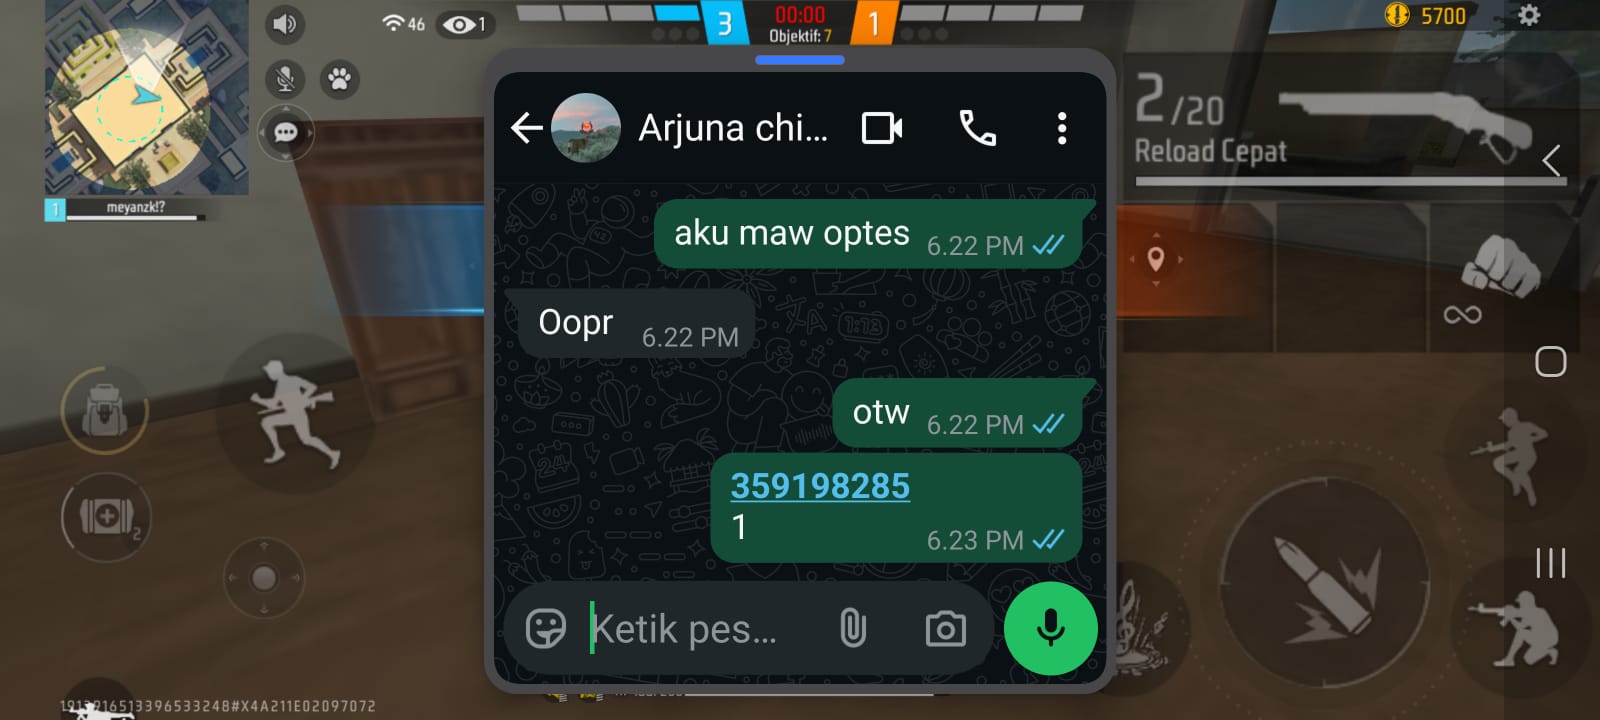 46
1
3
00:00
Objektif: 7
1
5700
1 meyanzk!?
2/20
Reload Cepat
Arjuna chi...
aku maw optes 6.22 PM
Oopr 6.22 PM
otw 6.22 PM
359198285
1 6.23 PM
Ketik pes...
2